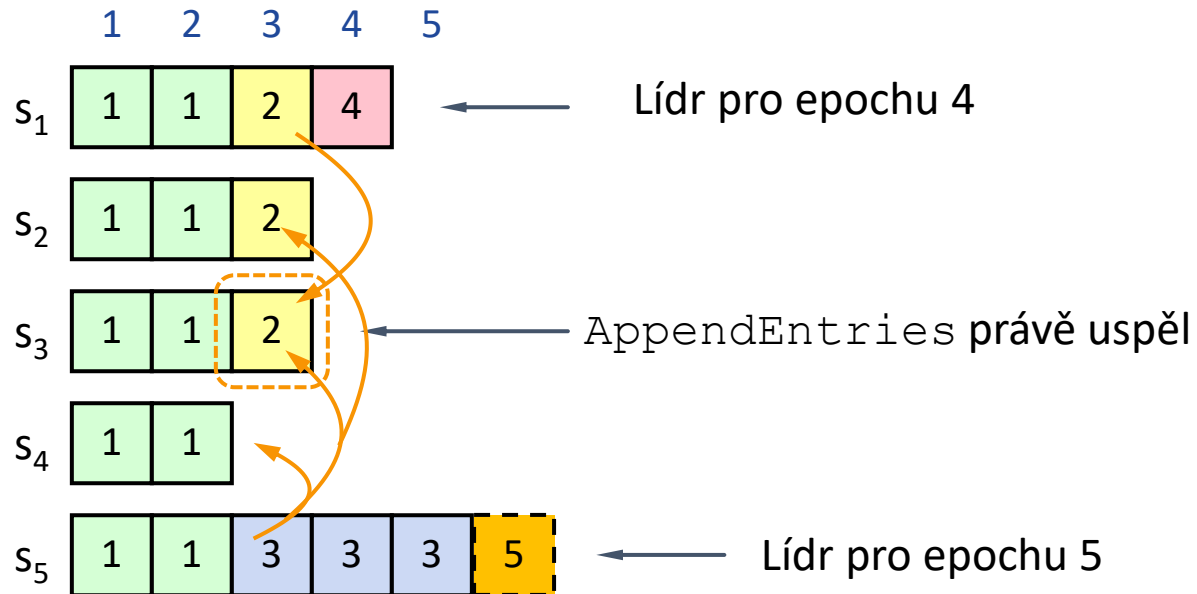 1 2 3 4 5
s1 1 1 2 4 Lídr pro epochu 4
s2 1 1 2
s3 1 1 2 AppendEntries právě uspěl
s4 1 1
s5 1 1 3 3 3 5 Lídr pro epochu 5